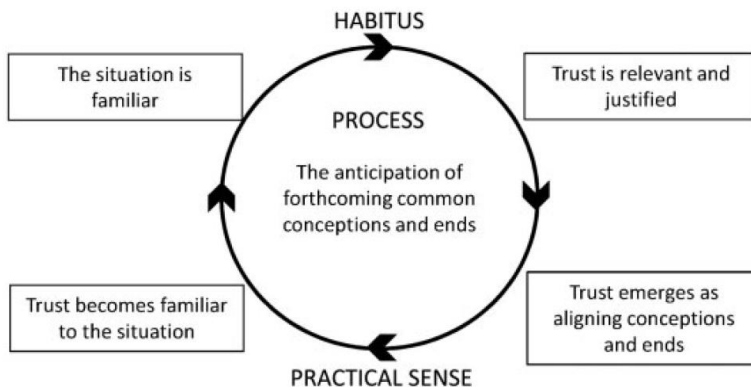 HABITUS
The situation is
familiar
Trust is relevant and
justified
PROCESS
The anticipation of
forthcoming common
conceptions and ends
Trust becomes familiar
to the situation
Trust emerges as
aligning conceptions
and ends
PRACTICAL SENSE